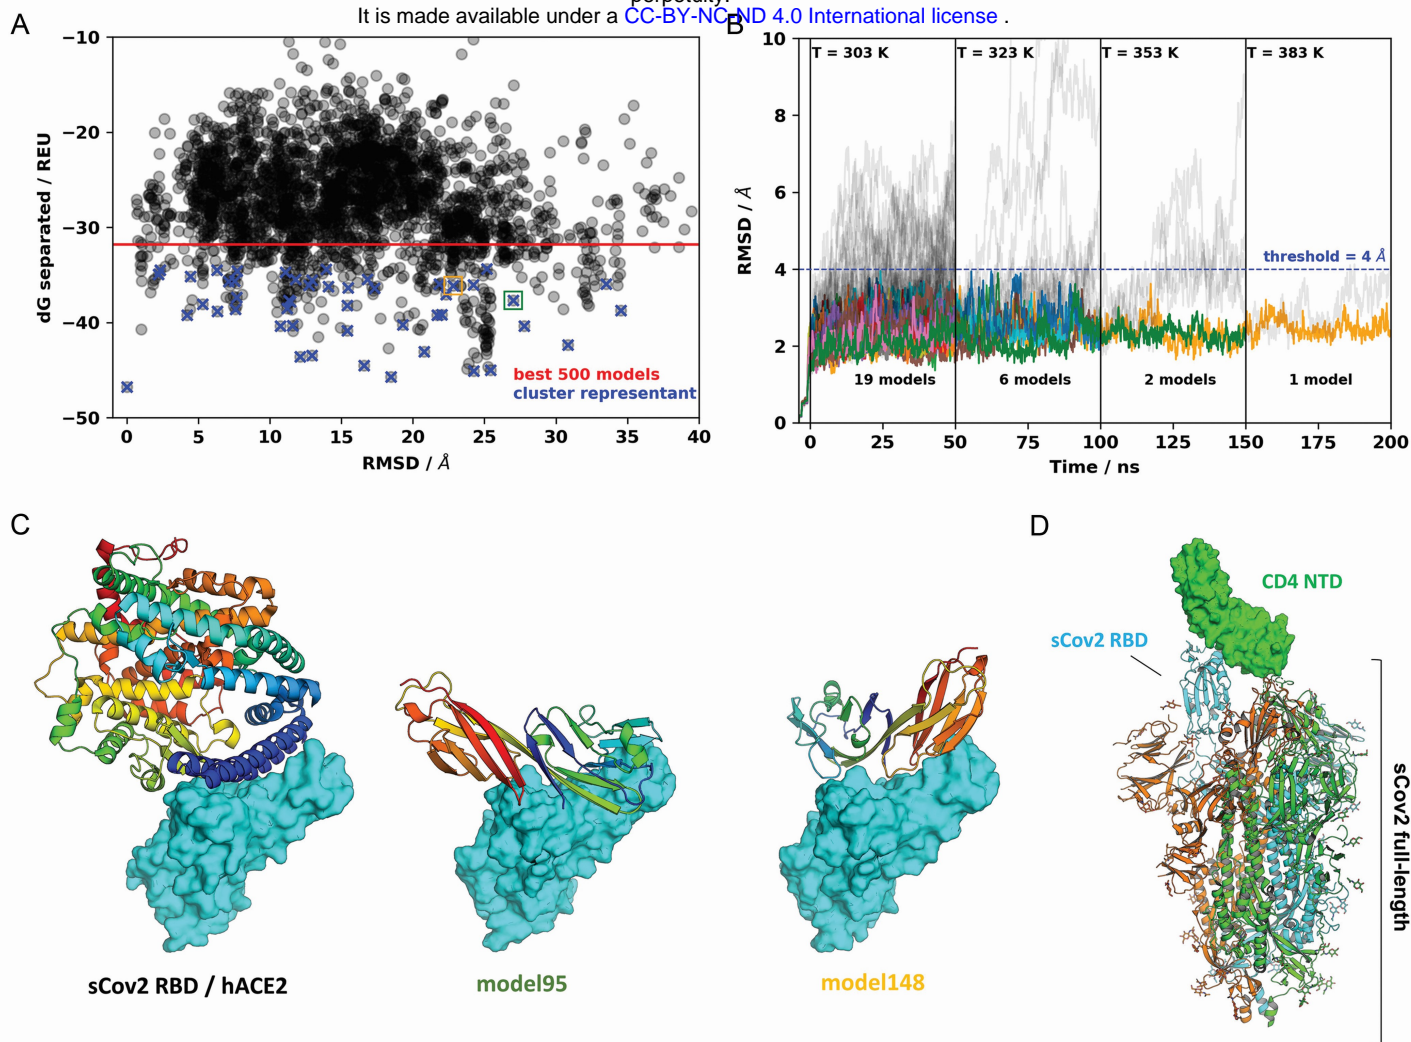 perpetuity.
It is made available under a CC-BY-NC-ND 4.0 International license .
A
−10
−20
−30
−40
−50
dG separated / REU
best 500 models
cluster representant
0 5 10 15 20 25 30 35 40
RMSD / Å
B
10
8
6
4
2
0
RMSD / Å
T = 303 K T = 323 K T = 353 K T = 383 K
threshold = 4 Å
19 models 6 models 2 models 1 model
0 25 50 75 100 125 150 175 200
Time / ns
C
sCov2 RBD / hACE2
model95
model148
D
CD4 NTD
sCov2 RBD
sCov2 full-length